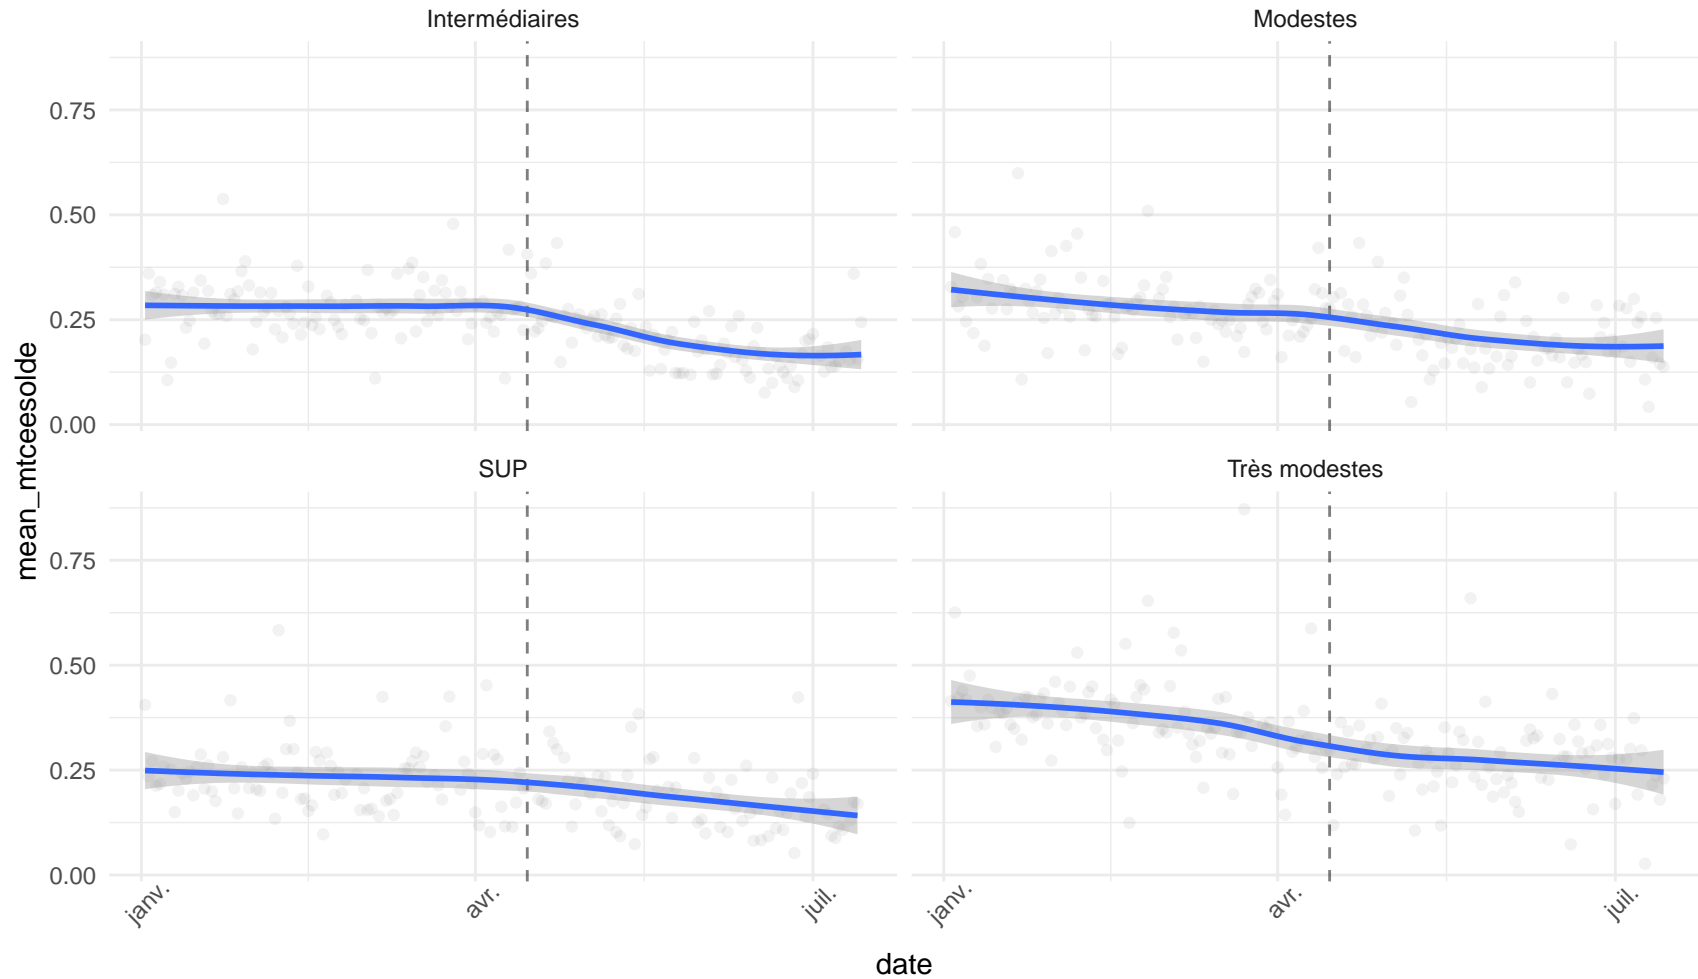 Intermédiaires
Modestes
0.75
0.50
0.25
0.00
SUP
Très modestes
0.75
0.50
0.25
0.00
mean_mtceesolde
janv.
avr.
juil.
janv.
avr.
juil.
date